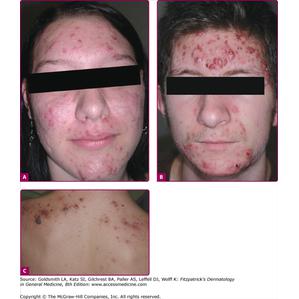 A
B
C
Source: Goldsmith LA, Katz SI, Gilchrest BA, Paller AS, Leffell DJ, Wolff K: Fitzpatrick's Dermatology
in General Medicine, 8th Edition: www.accessmedicine.com
Copyright © The McGraw-Hill Companies, Inc. All rights reserved.